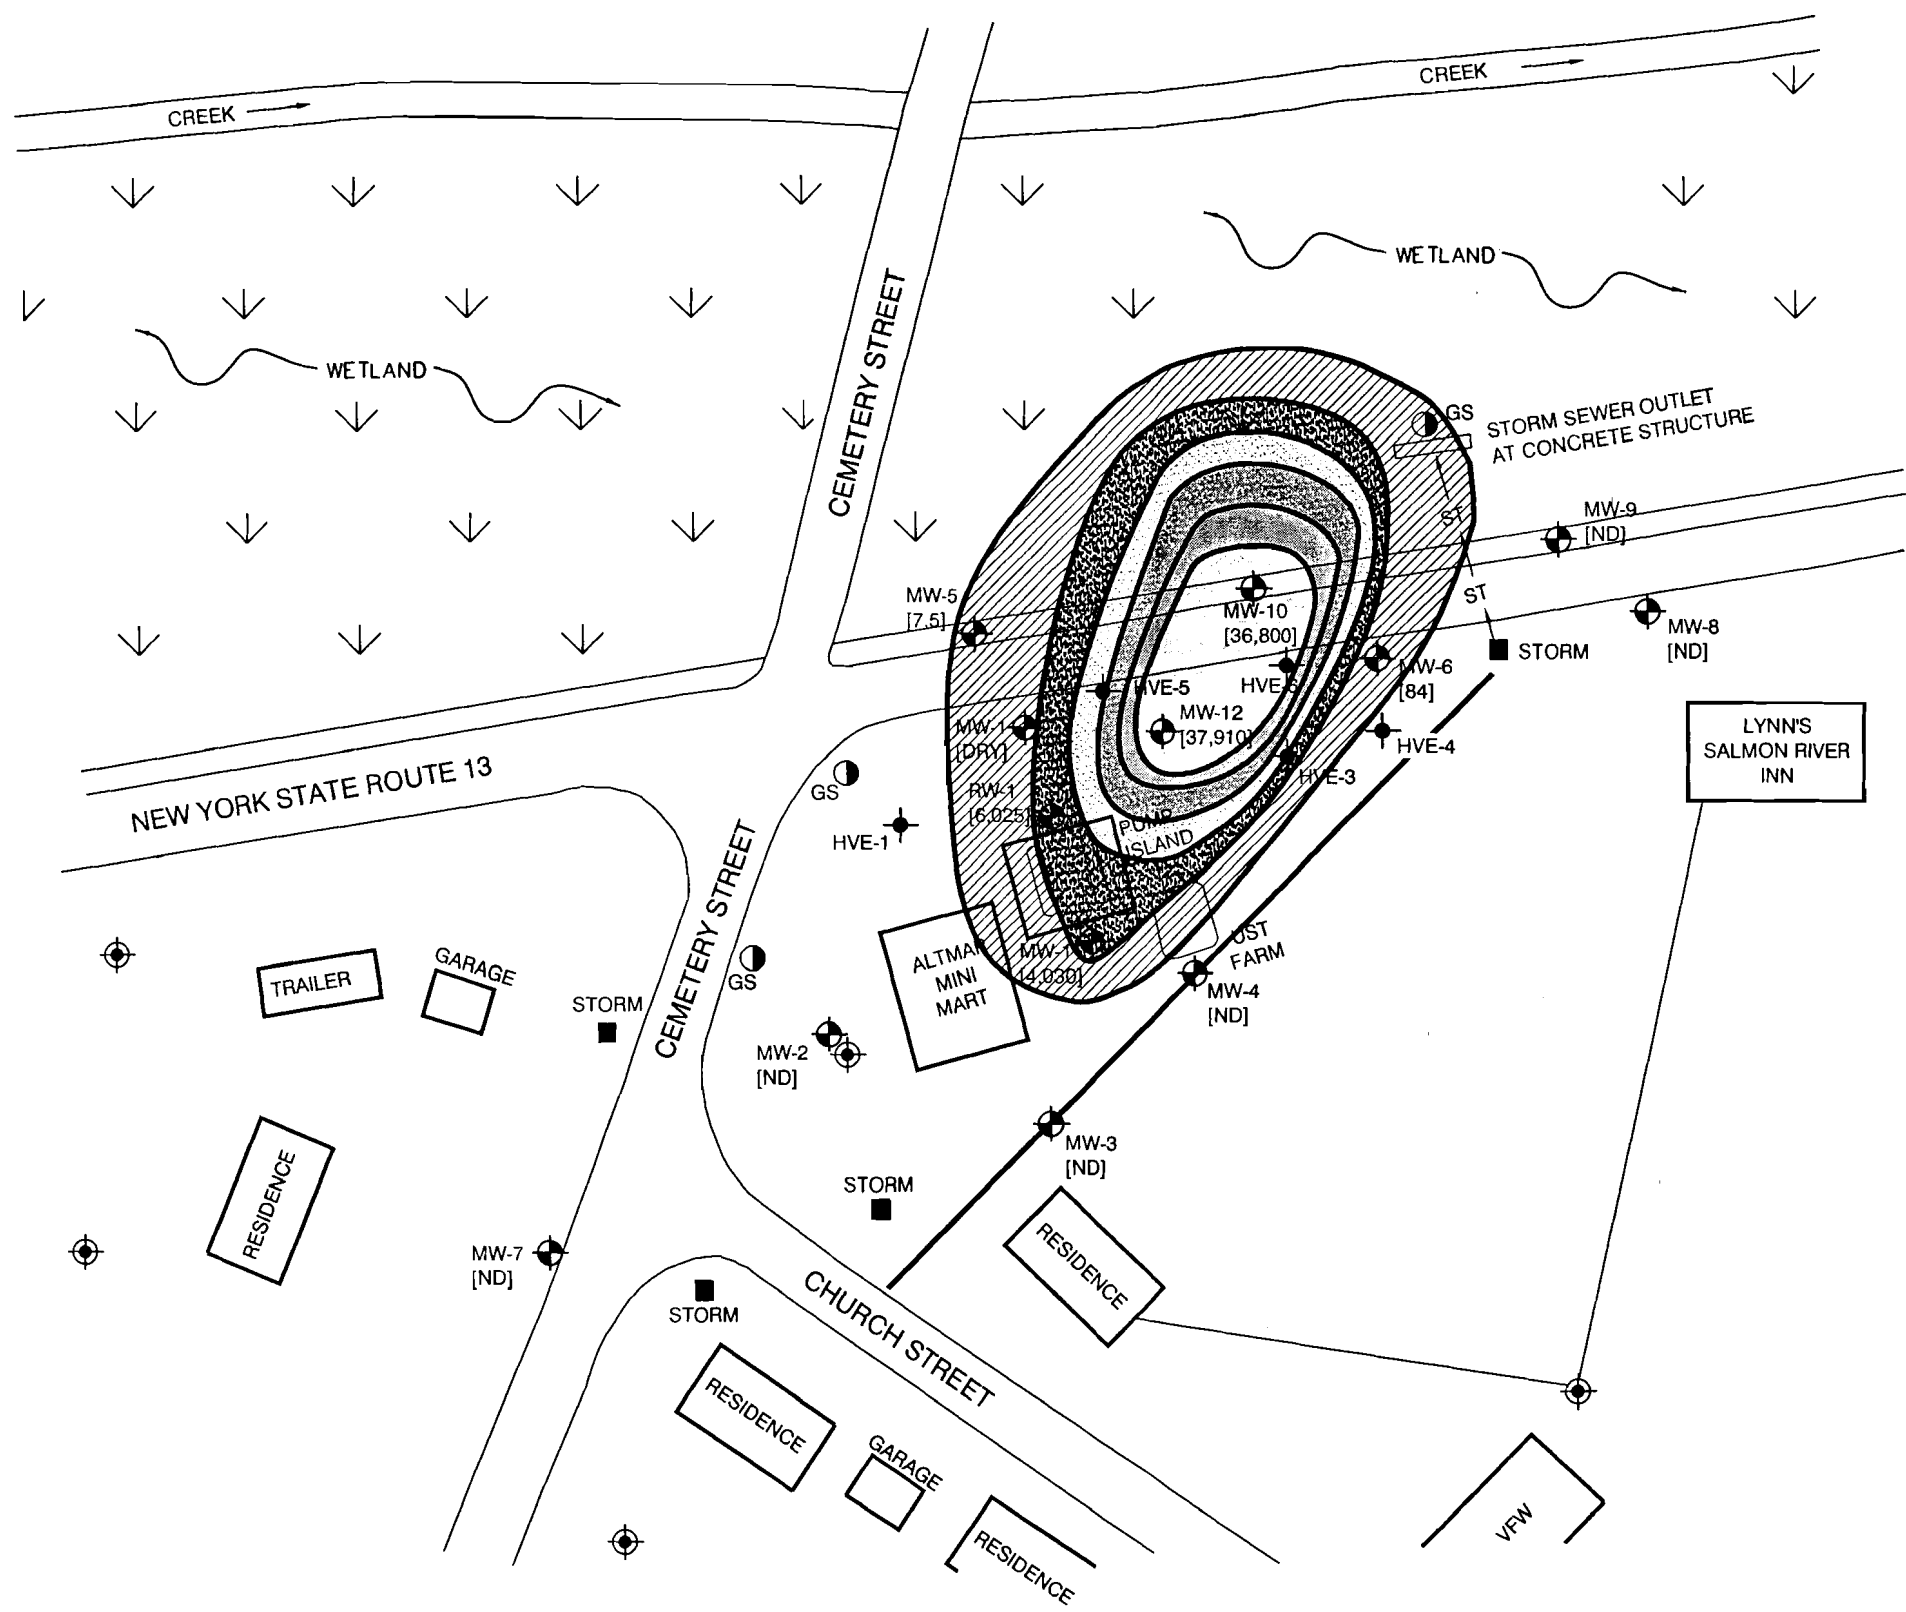 CREEK
CREEK
WETLAND
WETLAND
CEMETERY STREET
GS
STORM SEWER OUTLET
AT CONCRETE STRUCTURE
ST
MW-9
[ND]
MW-5
[7.5]
MW-10
[36,800]
ST
MW-8
[ND]
STORM
MW-6
[84]
HVE-5
MW-12
[37,910]
MW-1
[DRY]
HVE-4
HVE-3
LYNN'S
SALMON RIVER
INN
NEW YORK STATE ROUTE 13
GS
RW-1
[6,025]
HVE-1
PUMP
ISLAND
CEMETERY STREET
UST
FARM
ALTMAR
MINI
MART
MW-1
[4,030]
TRAILER
GARAGE
GS
STORM
MW-4
[ND]
MW-2
[ND]
MW-3
[ND]
RESIDENCE
STORM
MW-7
[ND]
RESIDENCE
STORM
CHURCH STREET
RESIDENCE
GARAGE
RESIDENCE
VFW